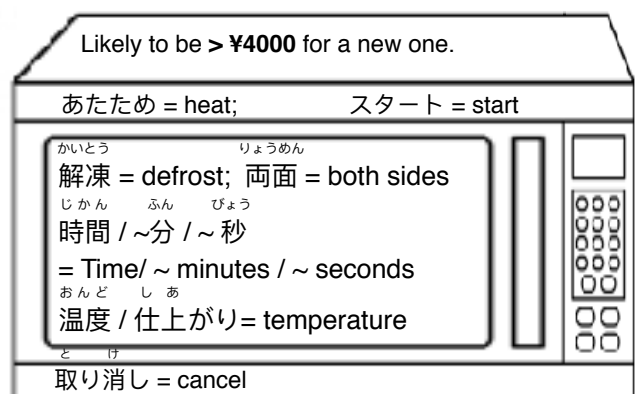 Likely to be > ¥4000 for a new one.
あたため = heat; スタート = start
かいとう りょうめん
解凍 = defrost; 両面 = both sides
じかん ふん びょう
時間 / ~分 / ~ 秒
= Time/ ~ minutes / ~ seconds
おんど し あ
温度 / 仕上がり= temperature
と け
取り消し = cancel